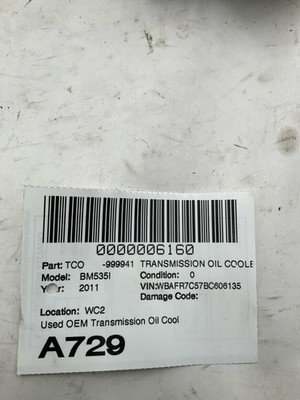 0000006160
Part: TCO -999941 TRANSMISSION OIL COOLE
Model: BM535I Condition: 0
Year: 2011 VIN:WBAFR7C57BC606135
Damage Code:
Location: WC2
Used OEM Transmission Oil Cool
A729